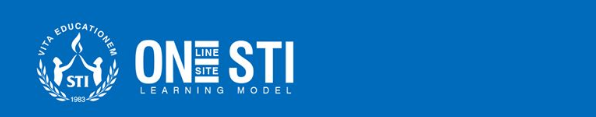 VITA EDUCATIONEM
STI
1983
ONE STI
LINE
SITE
LEARNING MODEL